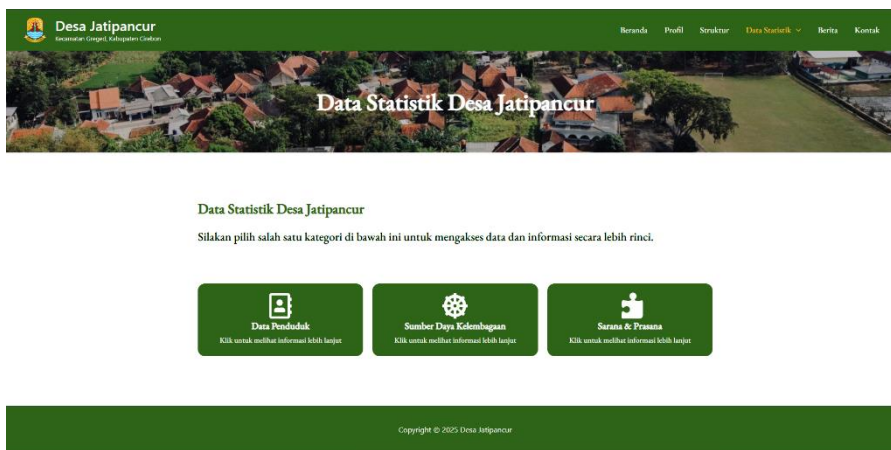 Desa Jatipancur
Kecamatan Greged, Kabupaten Cirebon
Beranda Profil Struktur Data Statistik Berita Kontak
Data Statistik Desa Jatipancur
Data Statistik Desa Jatipancur
Silakan pilih salah satu kategori di bawah ini untuk mengakses data dan informasi secara lebih rinci.
Data Penduduk
Klik untuk melihat informasi lebih lanjut
Sumber Daya Kelembagaan
Klik untuk melihat informasi lebih lanjut
Sarana & Prasana
Klik untuk melihat informasi lebih lanjut
Copyright © 2025 Desa Jatipancur